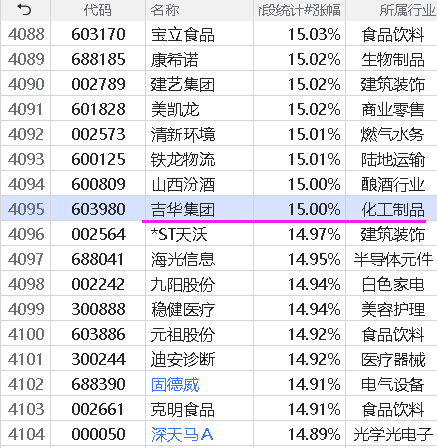 代码 名称 段统计#涨幅 所属行业
4088 603170 宝立食品 15.03% 食品饮料
4089 688185 康希诺 15.02% 生物制品
4090 002789 建艺集团 15.02% 建筑装饰
4091 601828 美凯龙 15.02% 商业零售
4092 002573 清新环境 15.01% 燃气水务
4093 600125 铁龙物流 15.01% 陆地运输
4094 600809 山西汾酒 15.00% 酿酒行业
4095 603980 吉华集团 15.00% 化工制品
4096 002564 *ST天沃 14.97% 建筑装饰
4097 688041 海光信息 14.95% 半导体元件
4098 002242 九阳股份 14.94% 白色家电
4099 300888 稳健医疗 14.94% 美容护理
4100 603886 元祖股份 14.92% 食品饮料
4101 300244 迪安诊断 14.92% 医疗器械
4102 688390 固德威 14.91% 电气设备
4103 002661 克明食品 14.91% 食品饮料
4104 000050 深天马A 14.89% 光学光电子